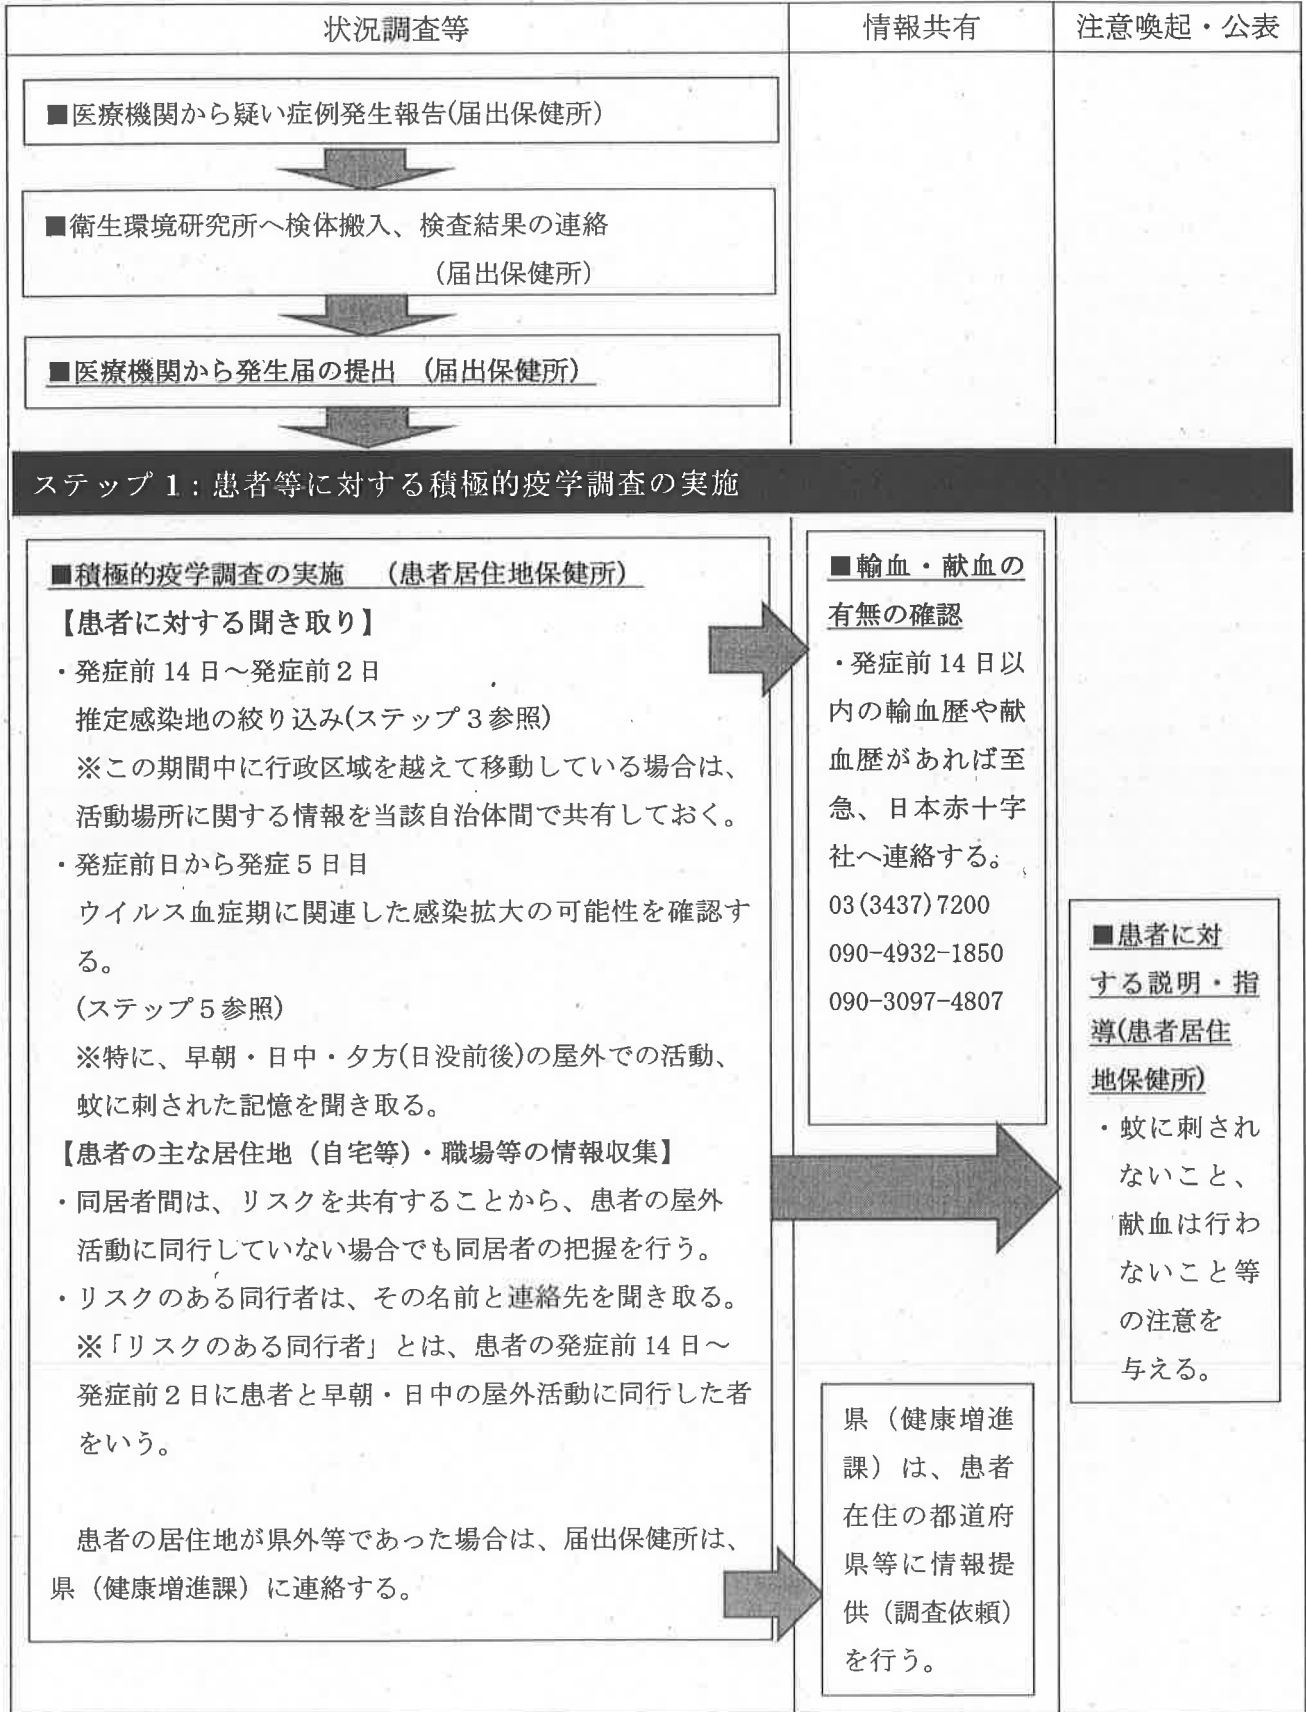 状況調査等
情報共有
注意喚起・公表
■医療機関から疑い症例発生報告(届出保健所)
■衛生環境研究所へ検体搬入、検査結果の連絡
(届出保健所)
■医療機関から発生届の提出 (届出保健所)
ステップ1:患者等に対する積極的疫学調査の実施
■積極的疫学調査の実施 (患者居住地保健所)
【患者に対する聞き取り】
・発症前14日~発症前2日
推定感染地の絞り込み(ステップ3参照)
※この期間中に行政区域を越えて移動している場合は、
活動場所に関する情報を当該自治体間で共有しておく。
・発症前日から発症5日目
ウイルス血症期に関連した感染拡大の可能性を確認す
る。
(ステップ5参照)
※特に、早朝・日中・夕方(日没前後)の屋外での活動、
蚊に刺された記憶を聞き取る。
【患者の主な居住地(自宅等)・職場等の情報収集】
・同居者間は、リスクを共有することから、患者の屋外
活動に同行していない場合でも同居者の把握を行う。
・リスクのある同行者は、その名前と連絡先を聞き取る。
※「リスクのある同行者」とは、患者の発症前14日~
発症前2日に患者と早朝・日中の屋外活動に同行した者
をいう。
患者の居住地が県外等であった場合は、届出保健所は、
県(健康増進課)に連絡する。
■輸血・献血の
有無の確認
・発症前14日以
内の輸血歴や献
血歴があれば至
急、日本赤十字
社へ連絡する。
03(3437)7200
090-4932-1850
090-3097-4807
県(健康増進
課)は、患者
在住の都道府
県等に情報提
供(調査依頼)
を行う。
■患者に対
する説明・指
導(患者居住
地保健所)
・蚊に刺され
ないこと、
献血は行わ
ないこと等
の注意を
与える。